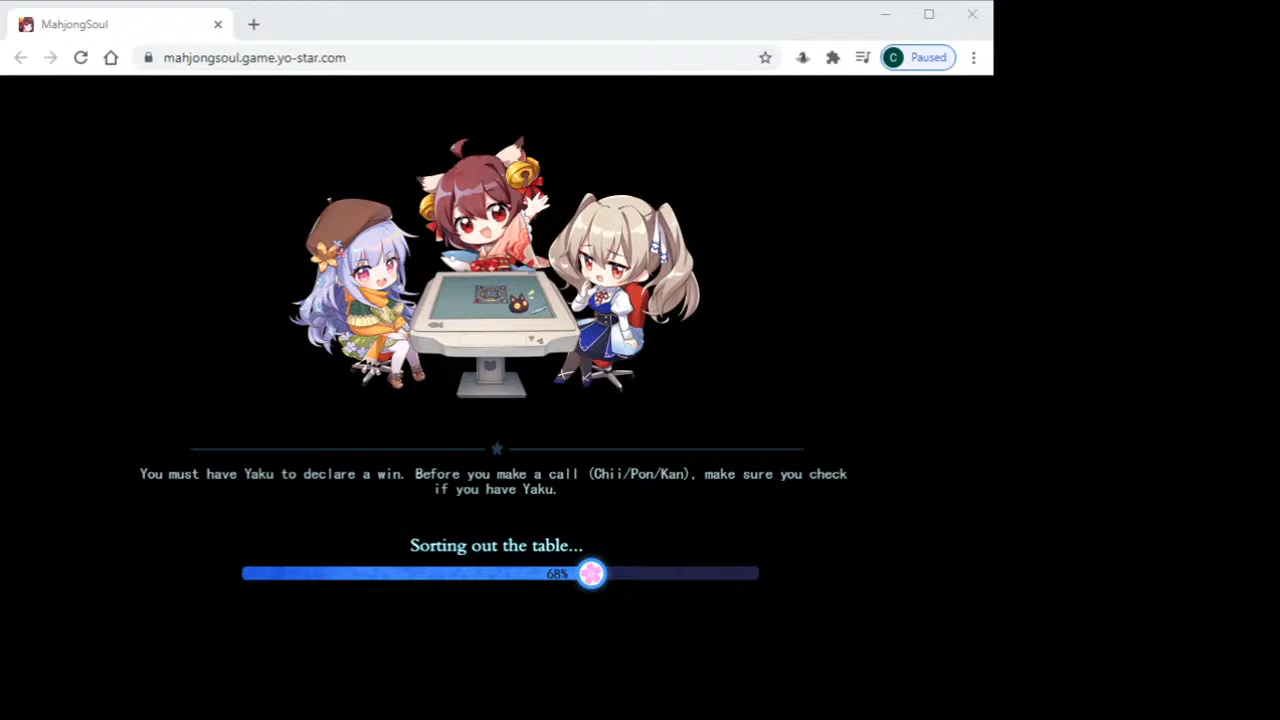 MahjongSoul
mahjongsoul.game.yo-star.com
C Paused
You must have Yaku to declare a win. Before you make a call (Chii/Pon/Kan), make sure you check
if you have Yaku.
Sorting out the table...
68%